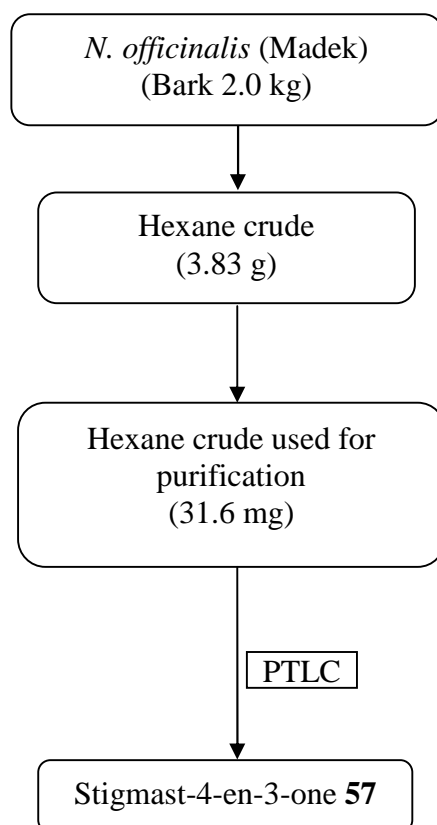 N. officinalis (Madek)
(Bark 2.0 kg)
Hexane crude
(3.83 g)
Hexane crude used for
purification
(31.6 mg)
PTLC
Stigmast-4-en-3-one 57